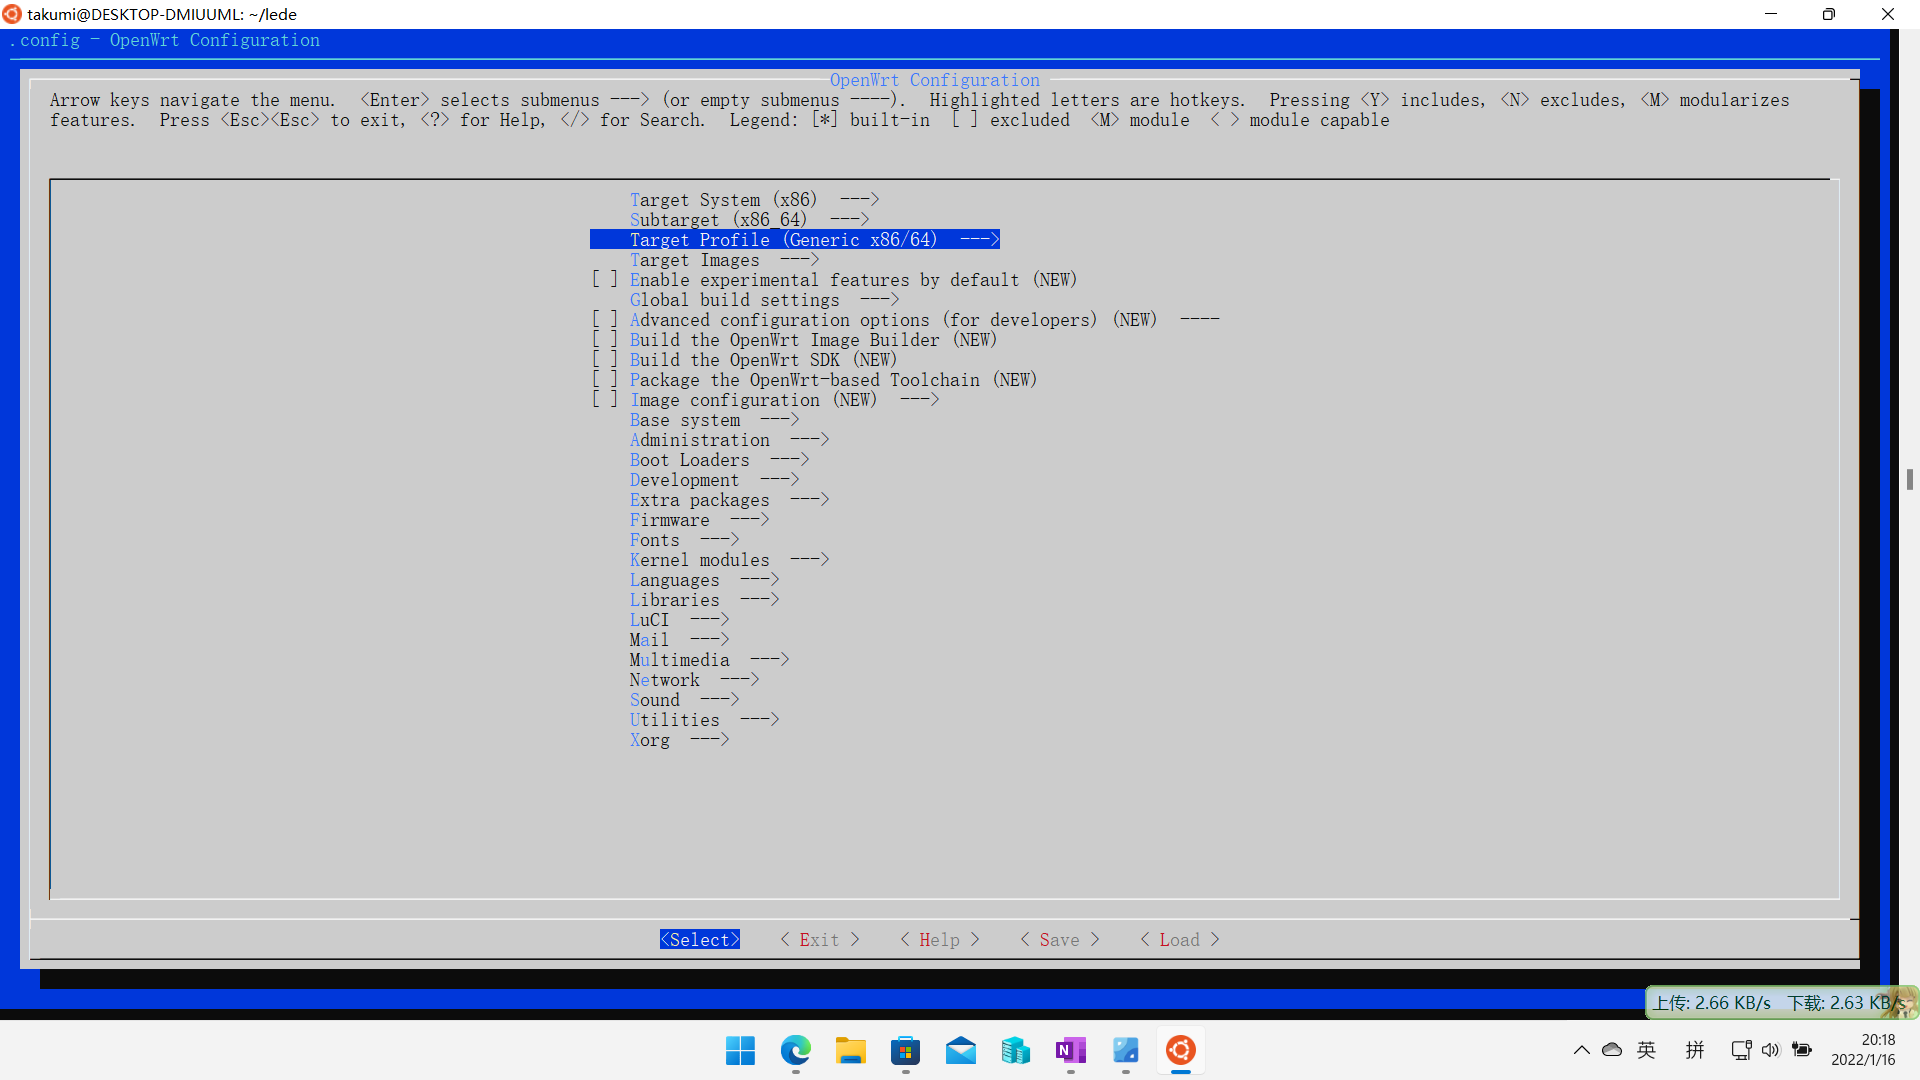 takumi@DESKTOP-DMIUUML: ~/lede
.config - OpenWrt Configuration
OpenWrt Configuration
Arrow keys navigate the menu.  <Enter> selects submenus ---> (or empty submenus ----).  Highlighted letters are hotkeys.  Pressing <Y> includes, <N> excludes, <M> modularizes
features.  Press <Esc><Esc> to exit, <?> for Help, </> for Search.  Legend: [*] built-in  [ ] excluded  <M> module  < > module capable
Target System (x86)  --->
Subtarget (x86_64)  --->
Target Profile (Generic x86/64)  --->
Target Images  --->
[ ] Enable experimental features by default (NEW)
Global build settings  --->
[ ] Advanced configuration options (for developers) (NEW)  ----
[ ] Build the OpenWrt Image Builder (NEW)
[ ] Build the OpenWrt SDK (NEW)
[ ] Package the OpenWrt-based Toolchain (NEW)
[ ] Image configuration (NEW)  --->
Base system  --->
Administration  --->
Boot Loaders  --->
Development  --->
Extra packages  --->
Firmware  --->
Fonts  --->
Kernel modules  --->
Languages  --->
Libraries  --->
LuCI  --->
Mail  --->
Multimedia  --->
Network  --->
Sound  --->
Utilities  --->
Xorg  --->
<Select>    < Exit >    < Help >    < Save >    < Load >
上传: 2.66 KB/s  下载: 2.63 KB/s
英 拼 20:18
2022/1/16